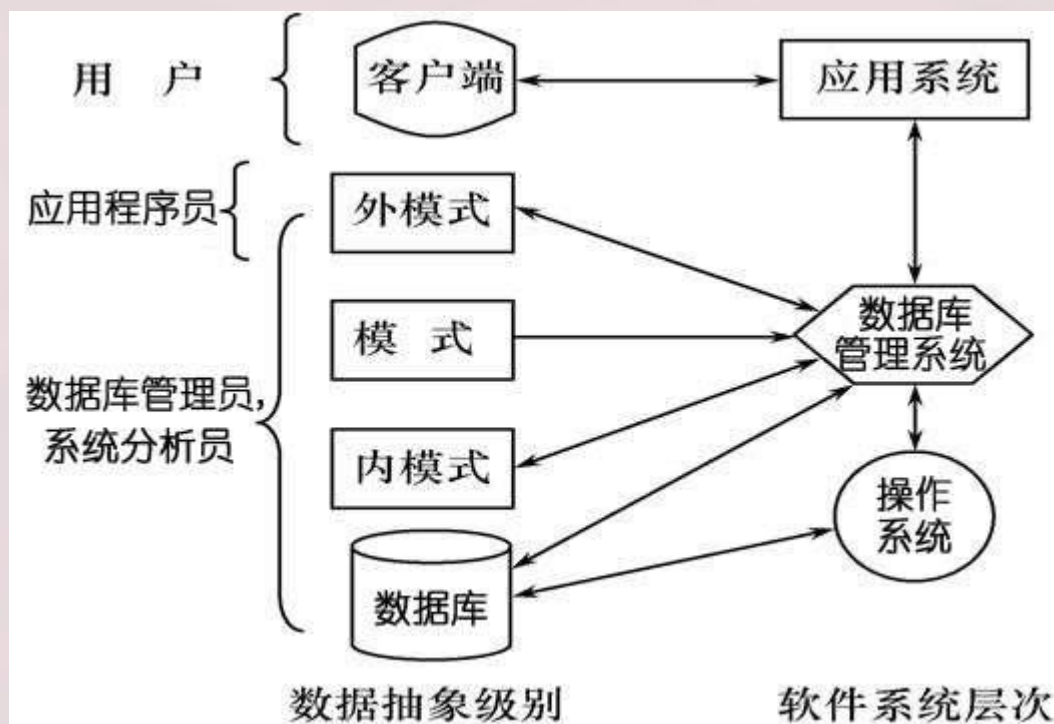 用 户
客户端
应用系统
应用程序员
外模式
模 式
数据库
管理系统
数据库管理员,
系统分析员
内模式
操作
系统
数据库
数据抽象级别
软件系统层次